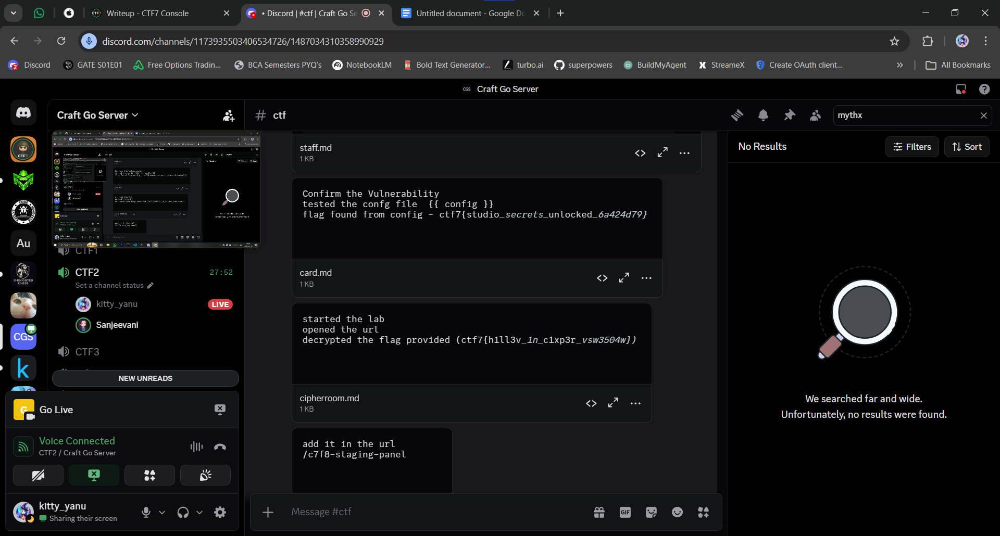 Writeup - CTF7 Console
• Discord | #ctf | Craft Go Se
Untitled document - Google Do
discord.com/channels/1173935503406534726/1487034310358990929
Discord
GATE S01E01
Free Options Tradin...
BCA Semesters PYQ's
NotebookLM
Bold Text Generator...
turbo.ai
superpowers
BuildMyAgent
StreameX
Create OAuth client...
All Bookmarks
CGS Craft Go Server
Craft Go Server
ctf
mythx
No Results
Filters
Sort
staff.md
1 KB
Confirm the Vulnerability
tested the confg file {{ config }}
flag found from config - ctf7{studio_secrets_unlocked_6a424d79}
card.md
1 KB
started the lab
opened the url
decrypted the flag provided (ctf7{h1ll3v_1n_c1xp3r_vsw3504w})
cipherroom.md
1 KB
add it in the url
/c7f8-staging-panel
Message #ctf
GIF
We searched far and wide.
Unfortunately, no results were found.
CTF7
Au
U-KNIGHTED
CHESS
CGS
k
CTF1
CTF2
27:52
Set a channel status
kitty_yanu
LIVE
Sanjeevani
CTF3
NEW UNREADS
G
Go Live
Voice Connected
CTF2 / Craft Go Server
kitty_yanu
Sharing their screen